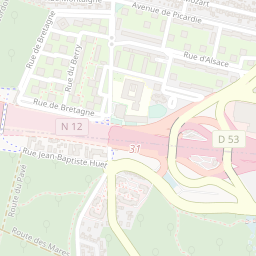 Avenue de Picardie
Mozart
Rue de Bretagne
Rue du Berry
Rue d'Alsace
Rue de Bretagne
N 12
D 53
31
Rue Jean-Baptiste Huet
Route du Pavé
Route des Mares